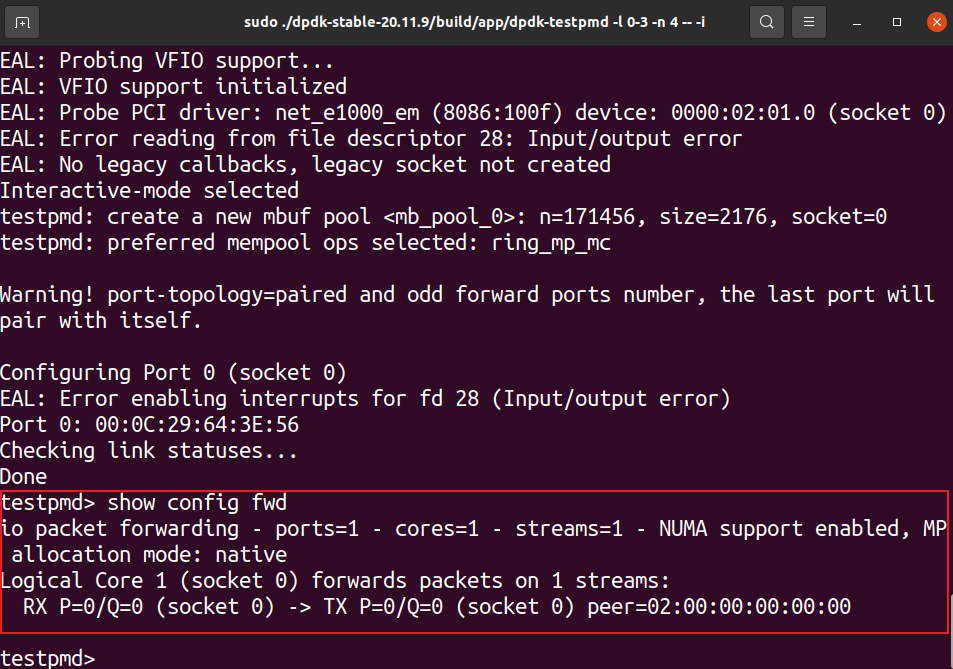 sudo ./dpdk-stable-20.11.9/build/app/dpdk-testpmd -l 0-3 -n 4 -- -i
EAL: Probing VFIO support...
EAL: VFIO support initialized
EAL: Probe PCI driver: net_e1000_em (8086:100f) device: 0000:02:01.0 (socket 0)
EAL: Error reading from file descriptor 28: Input/output error
EAL: No legacy callbacks, legacy socket not created
Interactive-mode selected
testpmd: create a new mbuf pool <mb_pool_0>: n=171456, size=2176, socket=0
testpmd: preferred mempool ops selected: ring_mp_mc
Warning! port-topology=paired and odd forward ports number, the last port will
pair with itself.
Configuring Port 0 (socket 0)
EAL: Error enabling interrupts for fd 28 (Input/output error)
Port 0: 00:0C:29:64:3E:56
Checking link statuses...
Done
testpmd> show config fwd
io packet forwarding - ports=1 - cores=1 - streams=1 - NUMA support enabled, MP
allocation mode: native
Logical Core 1 (socket 0) forwards packets on 1 streams:
RX P=0/Q=0 (socket 0) -> TX P=0/Q=0 (socket 0) peer=02:00:00:00:00:00
testpmd>